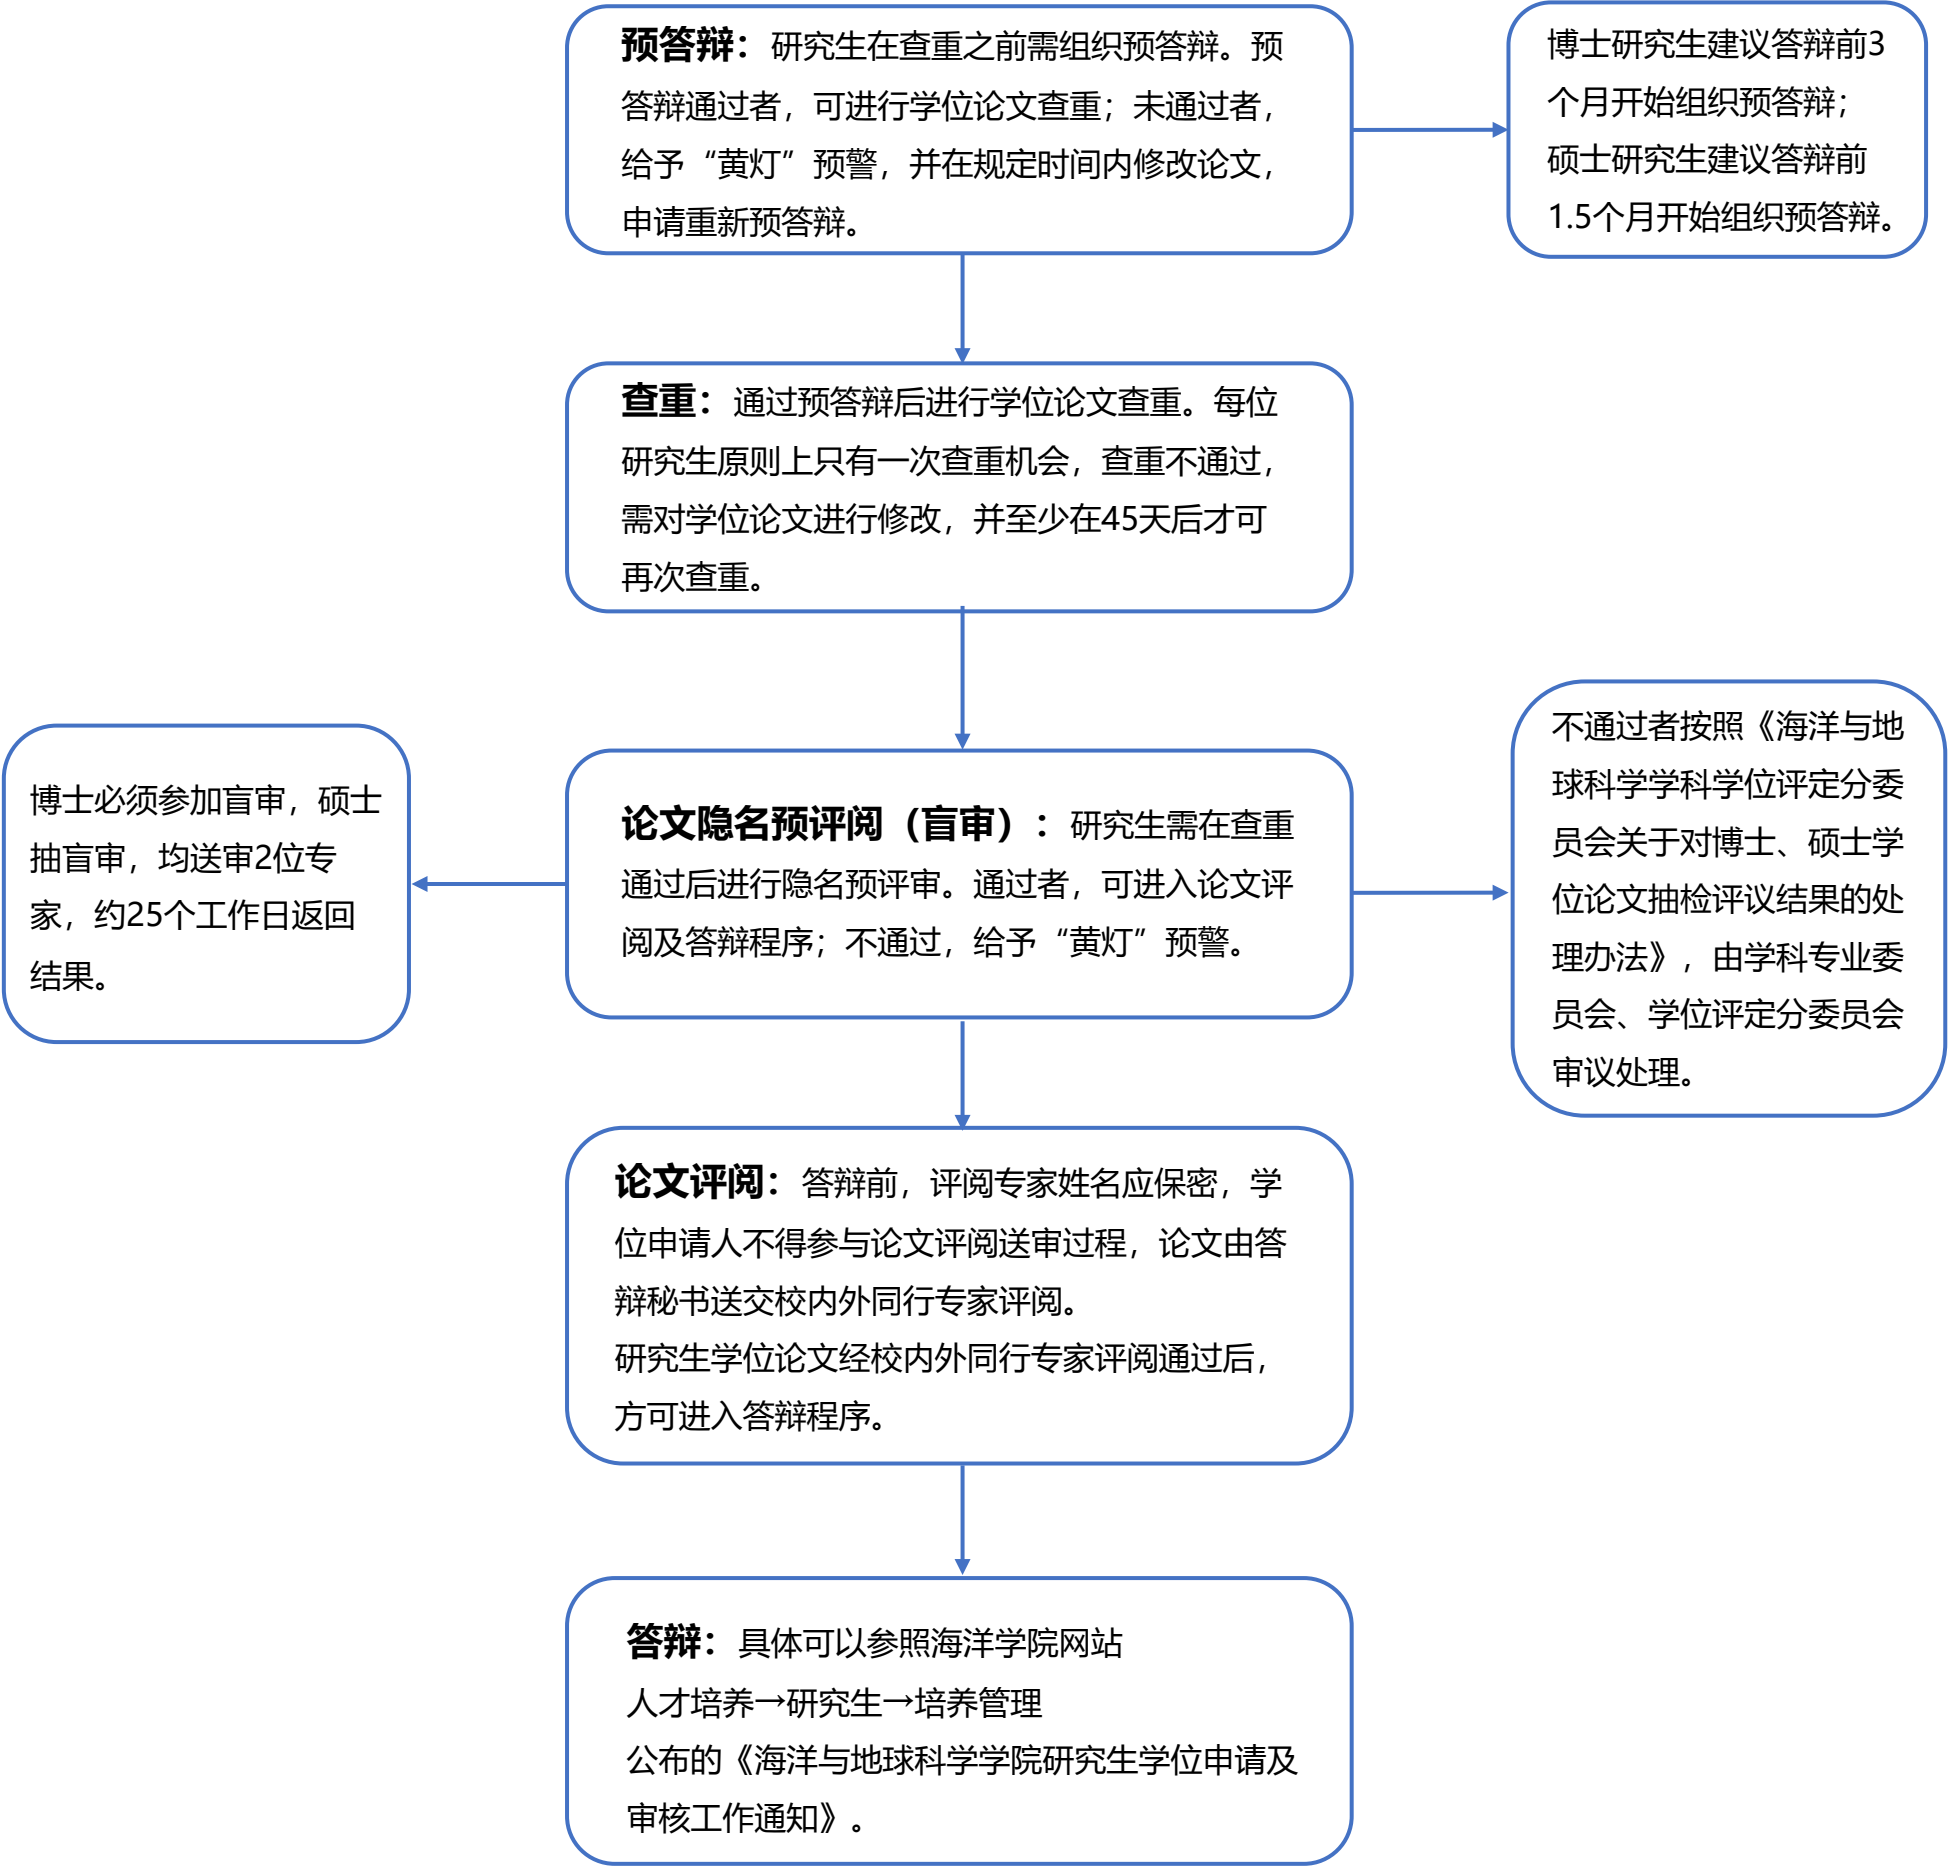 预答辩：研究生在查重之前需组织预答辩。预
答辩通过者，可进行学位论文查重；未通过者，
给予“黄灯”预警，并在规定时间内修改论文，
申请重新预答辩。
博士研究生建议答辩前3
个月开始组织预答辩；
硕士研究生建议答辩前
1.5个月开始组织预答辩。
查重：通过预答辩后进行学位论文查重。每位
研究生原则上只有一次查重机会，查重不通过，
需对学位论文进行修改，并至少在45天后才可
再次查重。
博士必须参加盲审，硕士
抽盲审，均送审2位专
家，约25个工作日返回
结果。
论文隐名预评阅（盲审）：研究生需在查重
通过后进行隐名预评审。通过者，可进入论文评
阅及答辩程序；不通过，给予“黄灯”预警。
不通过者按照《海洋与地
球科学学科学位评定分委
员会关于对博士、硕士学
位论文抽检评议结果的处
理办法》，由学科专业委
员会、学位评定分委员会
审议处理。
论文评阅：答辩前，评阅专家姓名应保密，学
位申请人不得参与论文评阅送审过程，论文由答
辩秘书送交校内外同行专家评阅。
研究生学位论文经校内外同行专家评阅通过后，
方可进入答辩程序。
答辩：具体可以参照海洋学院网站
人才培养→研究生→培养管理
公布的《海洋与地球科学学院研究生学位申请及
审核工作通知》。